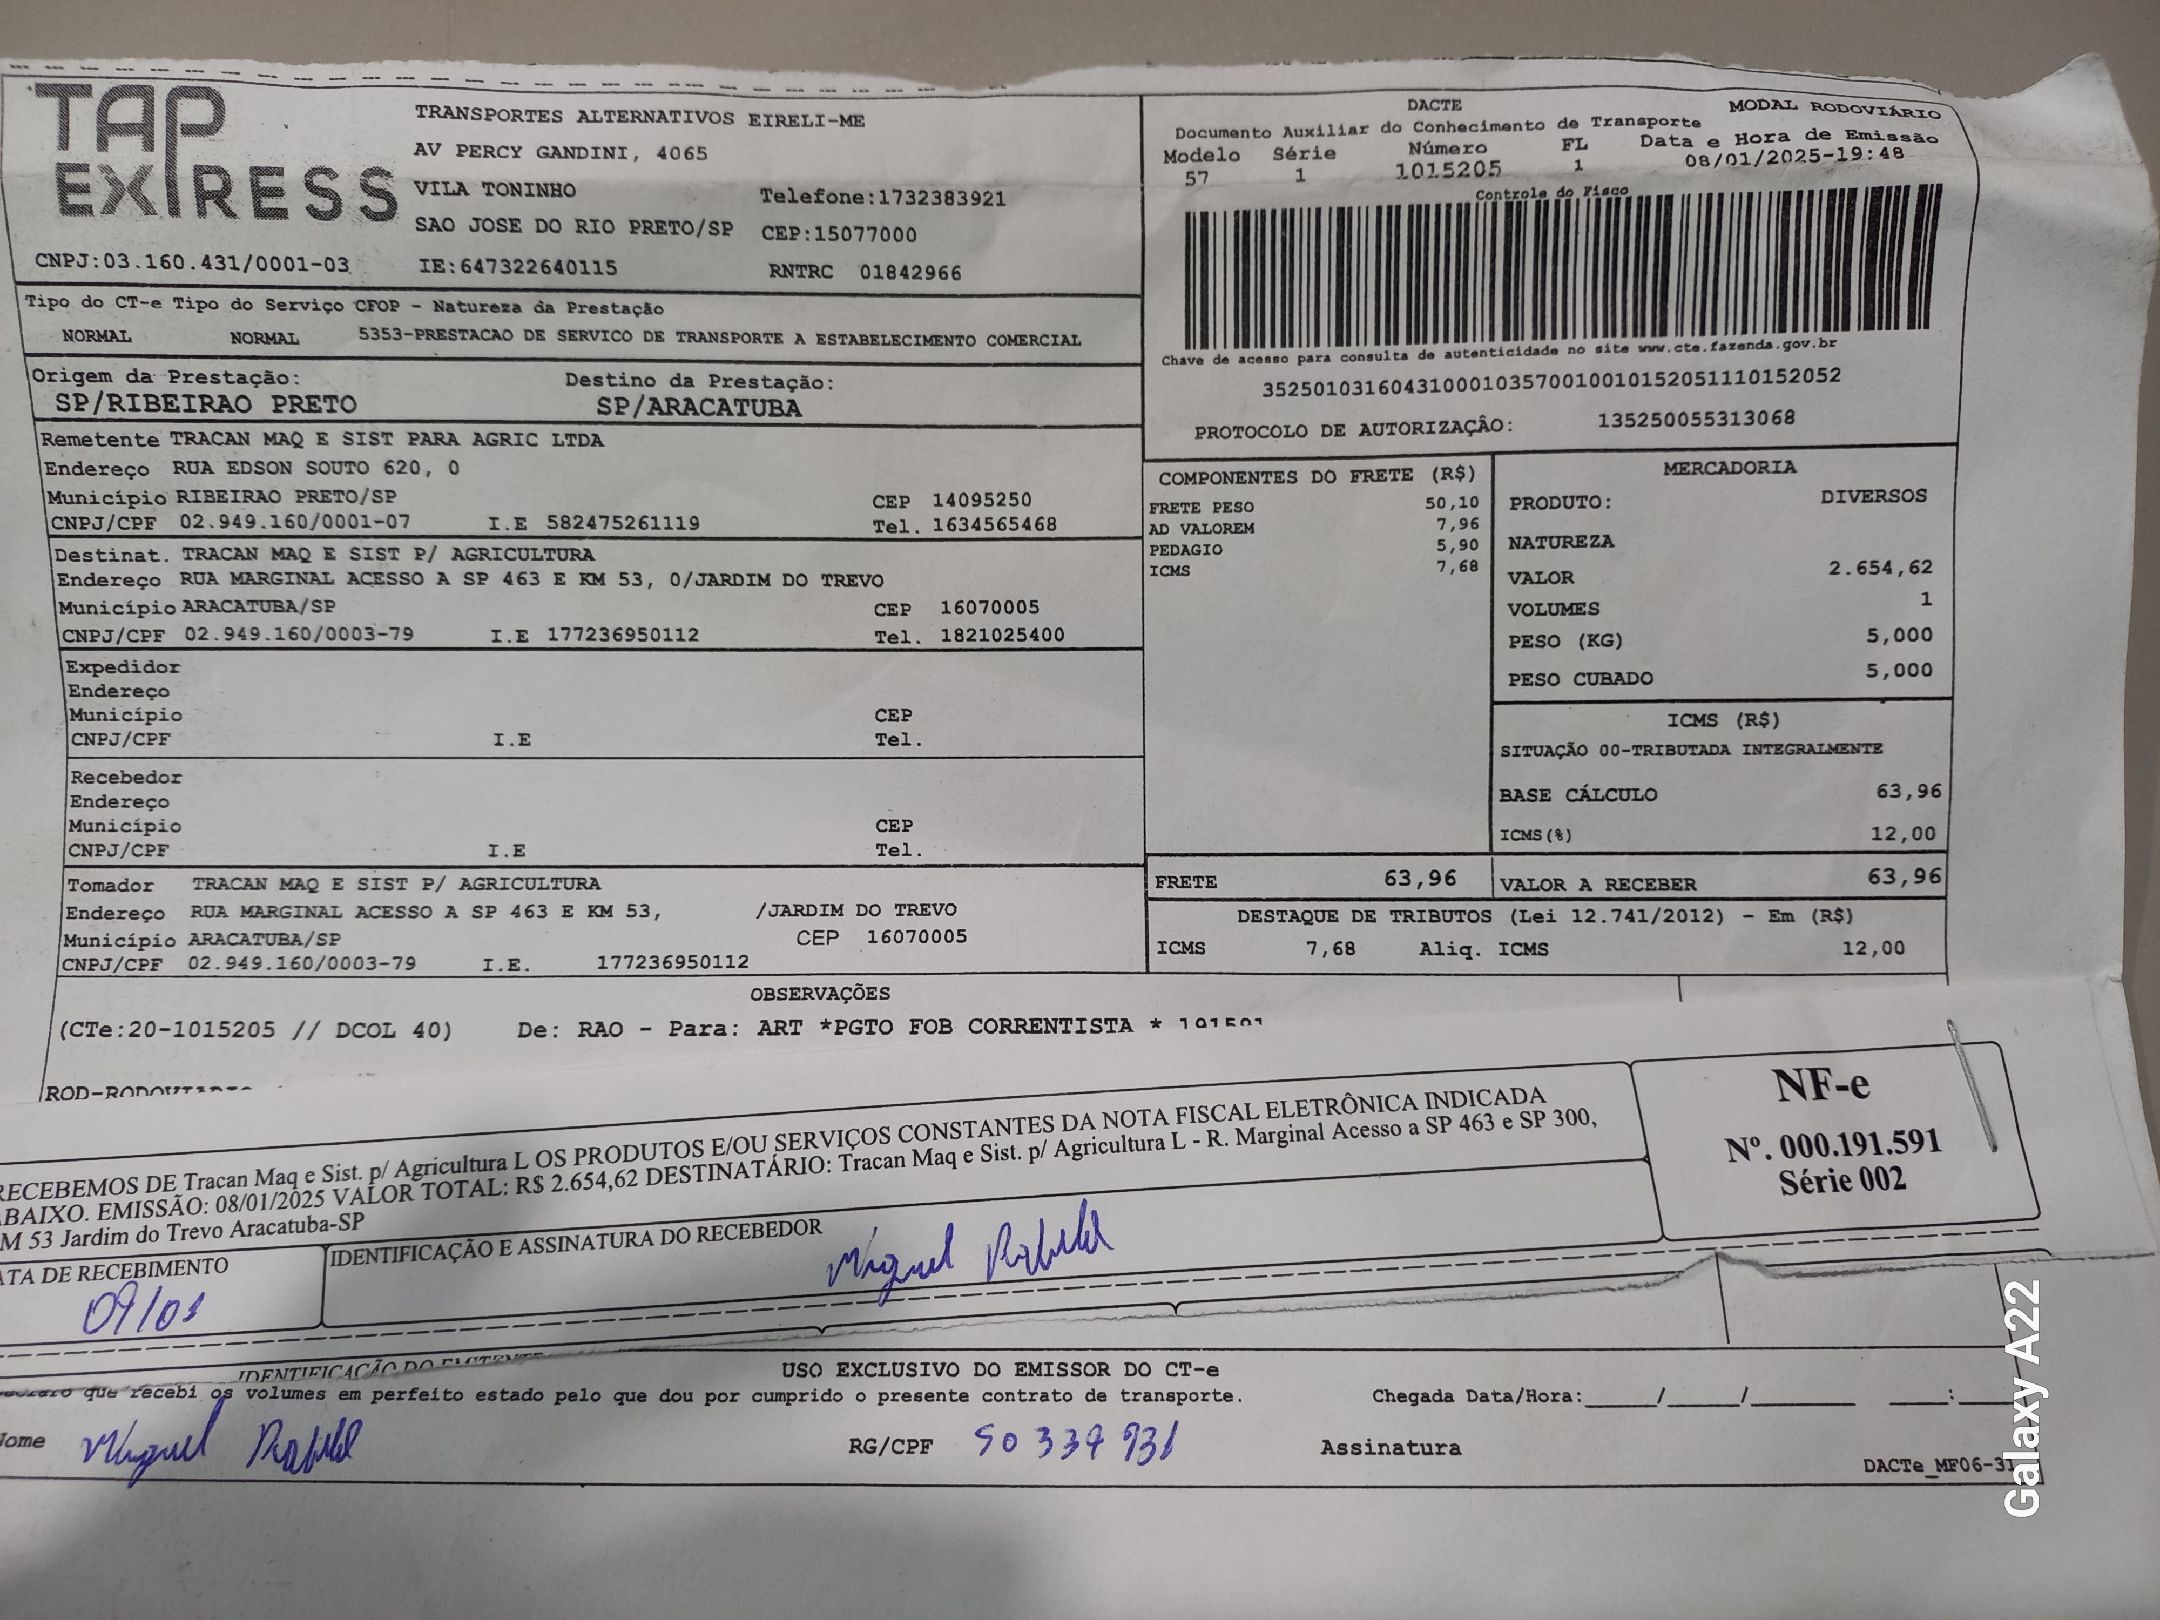 TAP EXPRESS
TRANSPORTES ALTERNATIVOS EIRELI-ME
AV PERCY GANDINI, 4065
VILA TONINHO Telefone:1732383921
SAO JOSE DO RIO PRETO/SP CEP:15077000
CNPJ:03.160.431/0001-03 IE:647322640115 RNTRC 01842966
DACTE MODAL RODOVIÁRIO
Documento Auxiliar do Conhecimento de Transporte
Modelo Série Número FL Data e Hora de Emissão
57 1 1015205 1 08/01/2025-19:48
Controle do Fisco
Chave de acesso para consulta de autenticidade no site www.cte.fazenda.gov.br
35250103160431000103570010010152051110152052
PROTOCOLO DE AUTORIZAÇÂO: 135250055313068
Tipo do CT-e Tipo do Serviço CFOP - Natureza da Prestação
NORMAL NORMAL 5353-PRESTACAO DE SERVICO DE TRANSPORTE A ESTABELECIMENTO COMERCIAL
Origem da Prestação: Destino da Prestação:
SP/RIBEIRAO PRETO SP/ARACATUBA
Remetente TRACAN MAQ E SIST PARA AGRIC LTDA
Endereço RUA EDSON SOUTO 620, 0
Município RIBEIRAO PRETO/SP CEP 14095250
CNPJ/CPF 02.949.160/0001-07 I.E 582475261119 Tel. 1634565468
Destinat. TRACAN MAQ E SIST P/ AGRICULTURA
Endereço RUA MARGINAL ACESSO A SP 463 E KM 53, 0/JARDIM DO TREVO
Município ARACATUBA/SP CEP 16070005
CNPJ/CPF 02.949.160/0003-79 I.E 177236950112 Tel. 1821025400
Expedidor
Endereço
Município CEP
CNPJ/CPF I.E Tel.
Recebedor
Endereço
Município CEP
CNPJ/CPF I.E Tel.
Tomador TRACAN MAQ E SIST P/ AGRICULTURA
Endereço RUA MARGINAL ACESSO A SP 463 E KM 53, /JARDIM DO TREVO
Município ARACATUBA/SP CEP 16070005
CNPJ/CPF 02.949.160/0003-79 I.E. 177236950112
COMPONENTES DO FRETE (R$)
FRETE PESO 50,10
AD VALOREM 7,96
PEDAGIO 5,90
ICMS 7,68
MERCADORIA
PRODUTO: DIVERSOS
NATUREZA
VALOR 2.654,62
VOLUMES 1
PESO (KG) 5,000
PESO CUBADO 5,000
ICMS (R$)
SITUAÇÃO 00-TRIBUTADA INTEGRALMENTE
BASE CÁLCULO 63,96
ICMS(%) 12,00
FRETE 63,96 VALOR A RECEBER 63,96
DESTAQUE DE TRIBUTOS (Lei 12.741/2012) - Em (R$)
ICMS 7,68 Aliq. ICMS 12,00
OBSERVAÇÕES
(CTe:20-1015205 // DCOL 40) De: RAO - Para: ART *PGTO FOB CORRENTISTA *
RECEBEMOS DE Tracan Maq e Sist. p/ Agricultura L OS PRODUTOS E/OU SERVIÇOS CONSTANTES DA NOTA FISCAL ELETRÔNICA INDICADA
BAIXO. EMISSÃO: 08/01/2025 VALOR TOTAL: R$ 2.654,62 DESTINATÁRIO: Tracan Maq e Sist. p/ Agricultura L - R. Marginal Acesso a SP 463 e SP 300,
M 53 Jardim do Trevo Aracatuba-SP
NF-e
Nº. 000.191.591
Série 002
ATA DE RECEBIMENTO IDENTIFICAÇÃO E ASSINATURA DO RECEBEDOR
09/01 Miguel
IDENTIFICAÇÃO DO EMITENTE
USO EXCLUSIVO DO EMISSOR DO CT-e
que recebi os volumes em perfeito estado pelo que dou por cumprido o presente contrato de transporte. Chegada Data/Hora:____/____/______ ____:____
Nome Miguel RG/CPF 50 339 931 Assinatura
DACTe_MF06-31
Galaxy A22